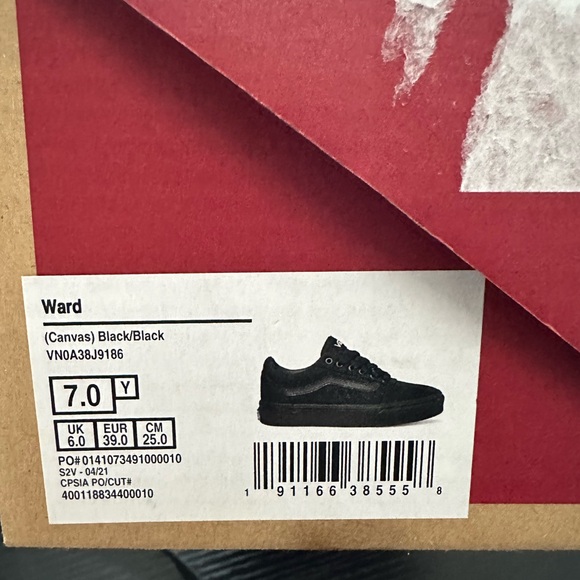 Ward
(Canvas) Black/Black
VN0A38J9186
7.0 Y
UK 6.0 EUR 39.0 CM 25.0
PO# 0141073491000010
S2V - 04/21
CPSIA PO/CUT#
400118834400010
1 91166 38555 8